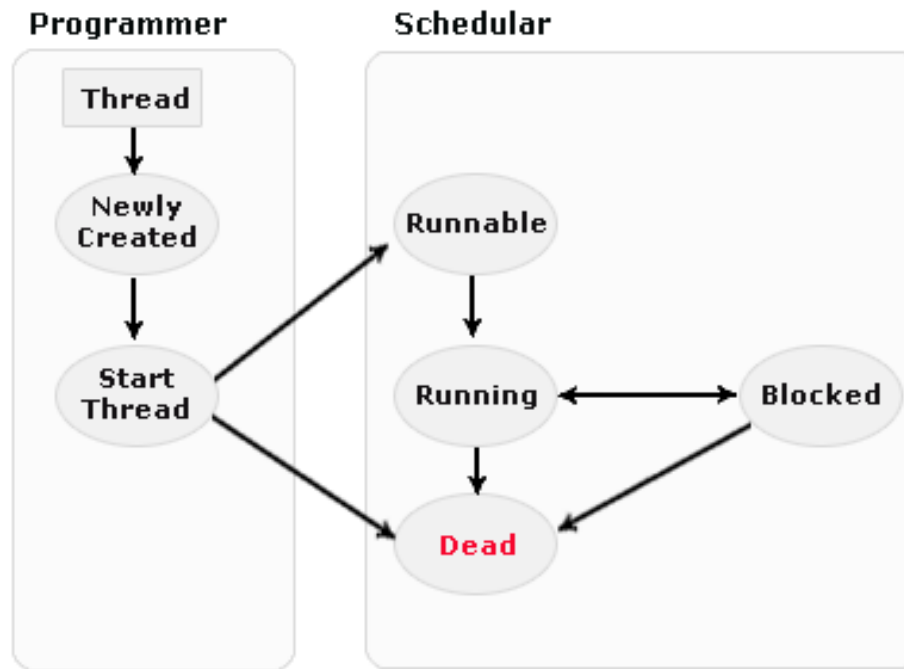 Programmer
Schedular
Thread
Newly
Created
Runnable
Start
Thread
Running
Blocked
Dead